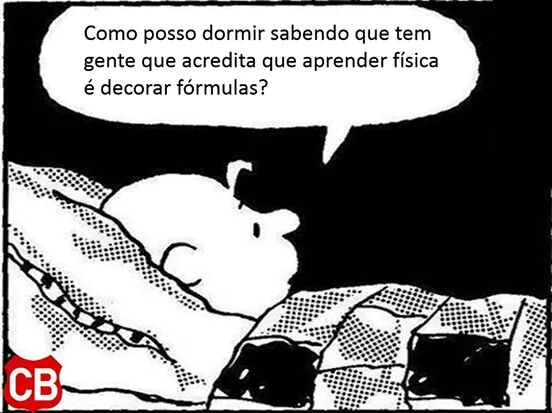 Como posso dormir sabendo que tem
gente que acredita que aprender física
é decorar fórmulas?
CB